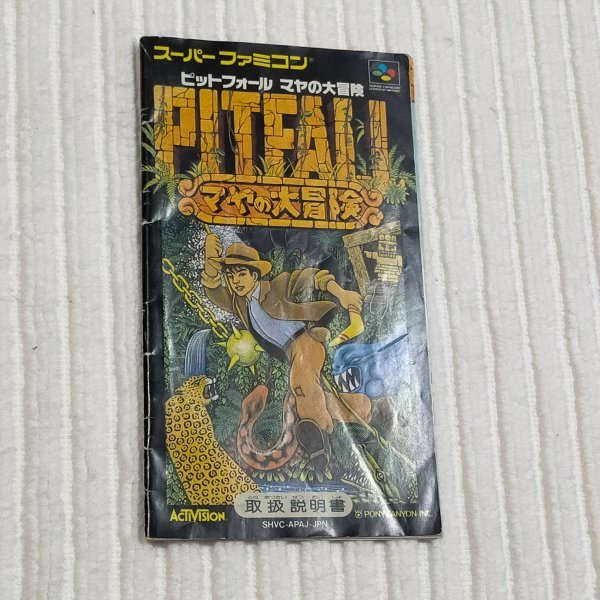 スーパーファミコン®
ピットフォール マヤの大冒険
PITFALL
マヤの大冒険
ACTIVISION.
取扱説明書
SHVC-APAJ-JPN
© PONY CANYON INC.